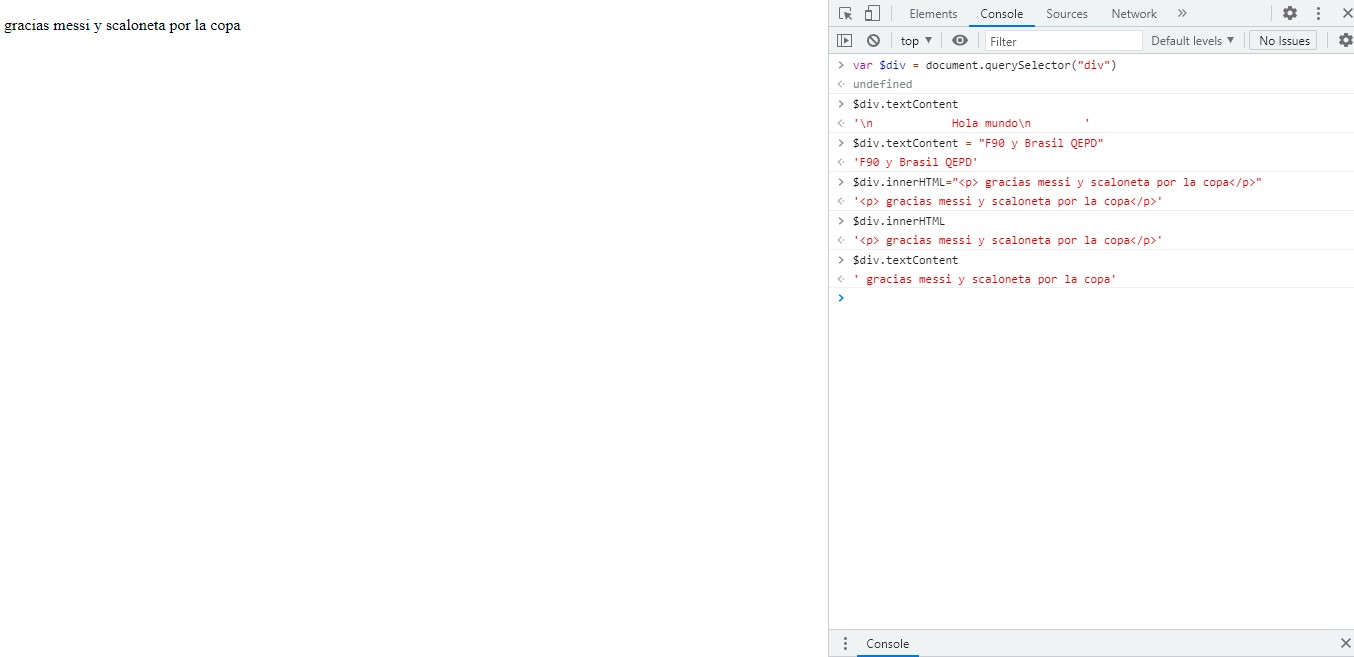 gracias messi y scaloneta por la copa
Elements Console Sources Network
top Filter Default levels No Issues
var $div = document.querySelector("div")
undefined
$div.textContent
'\n            Hola mundo\n        '
$div.textContent = "F90 y Brasil QEPD"
'F90 y Brasil QEPD'
$div.innerHTML="<p> gracias messi y scaloneta por la copa</p>"
'<p> gracias messi y scaloneta por la copa</p>'
$div.innerHTML
'<p> gracias messi y scaloneta por la copa</p>'
$div.textContent
' gracias messi y scaloneta por la copa'
Console